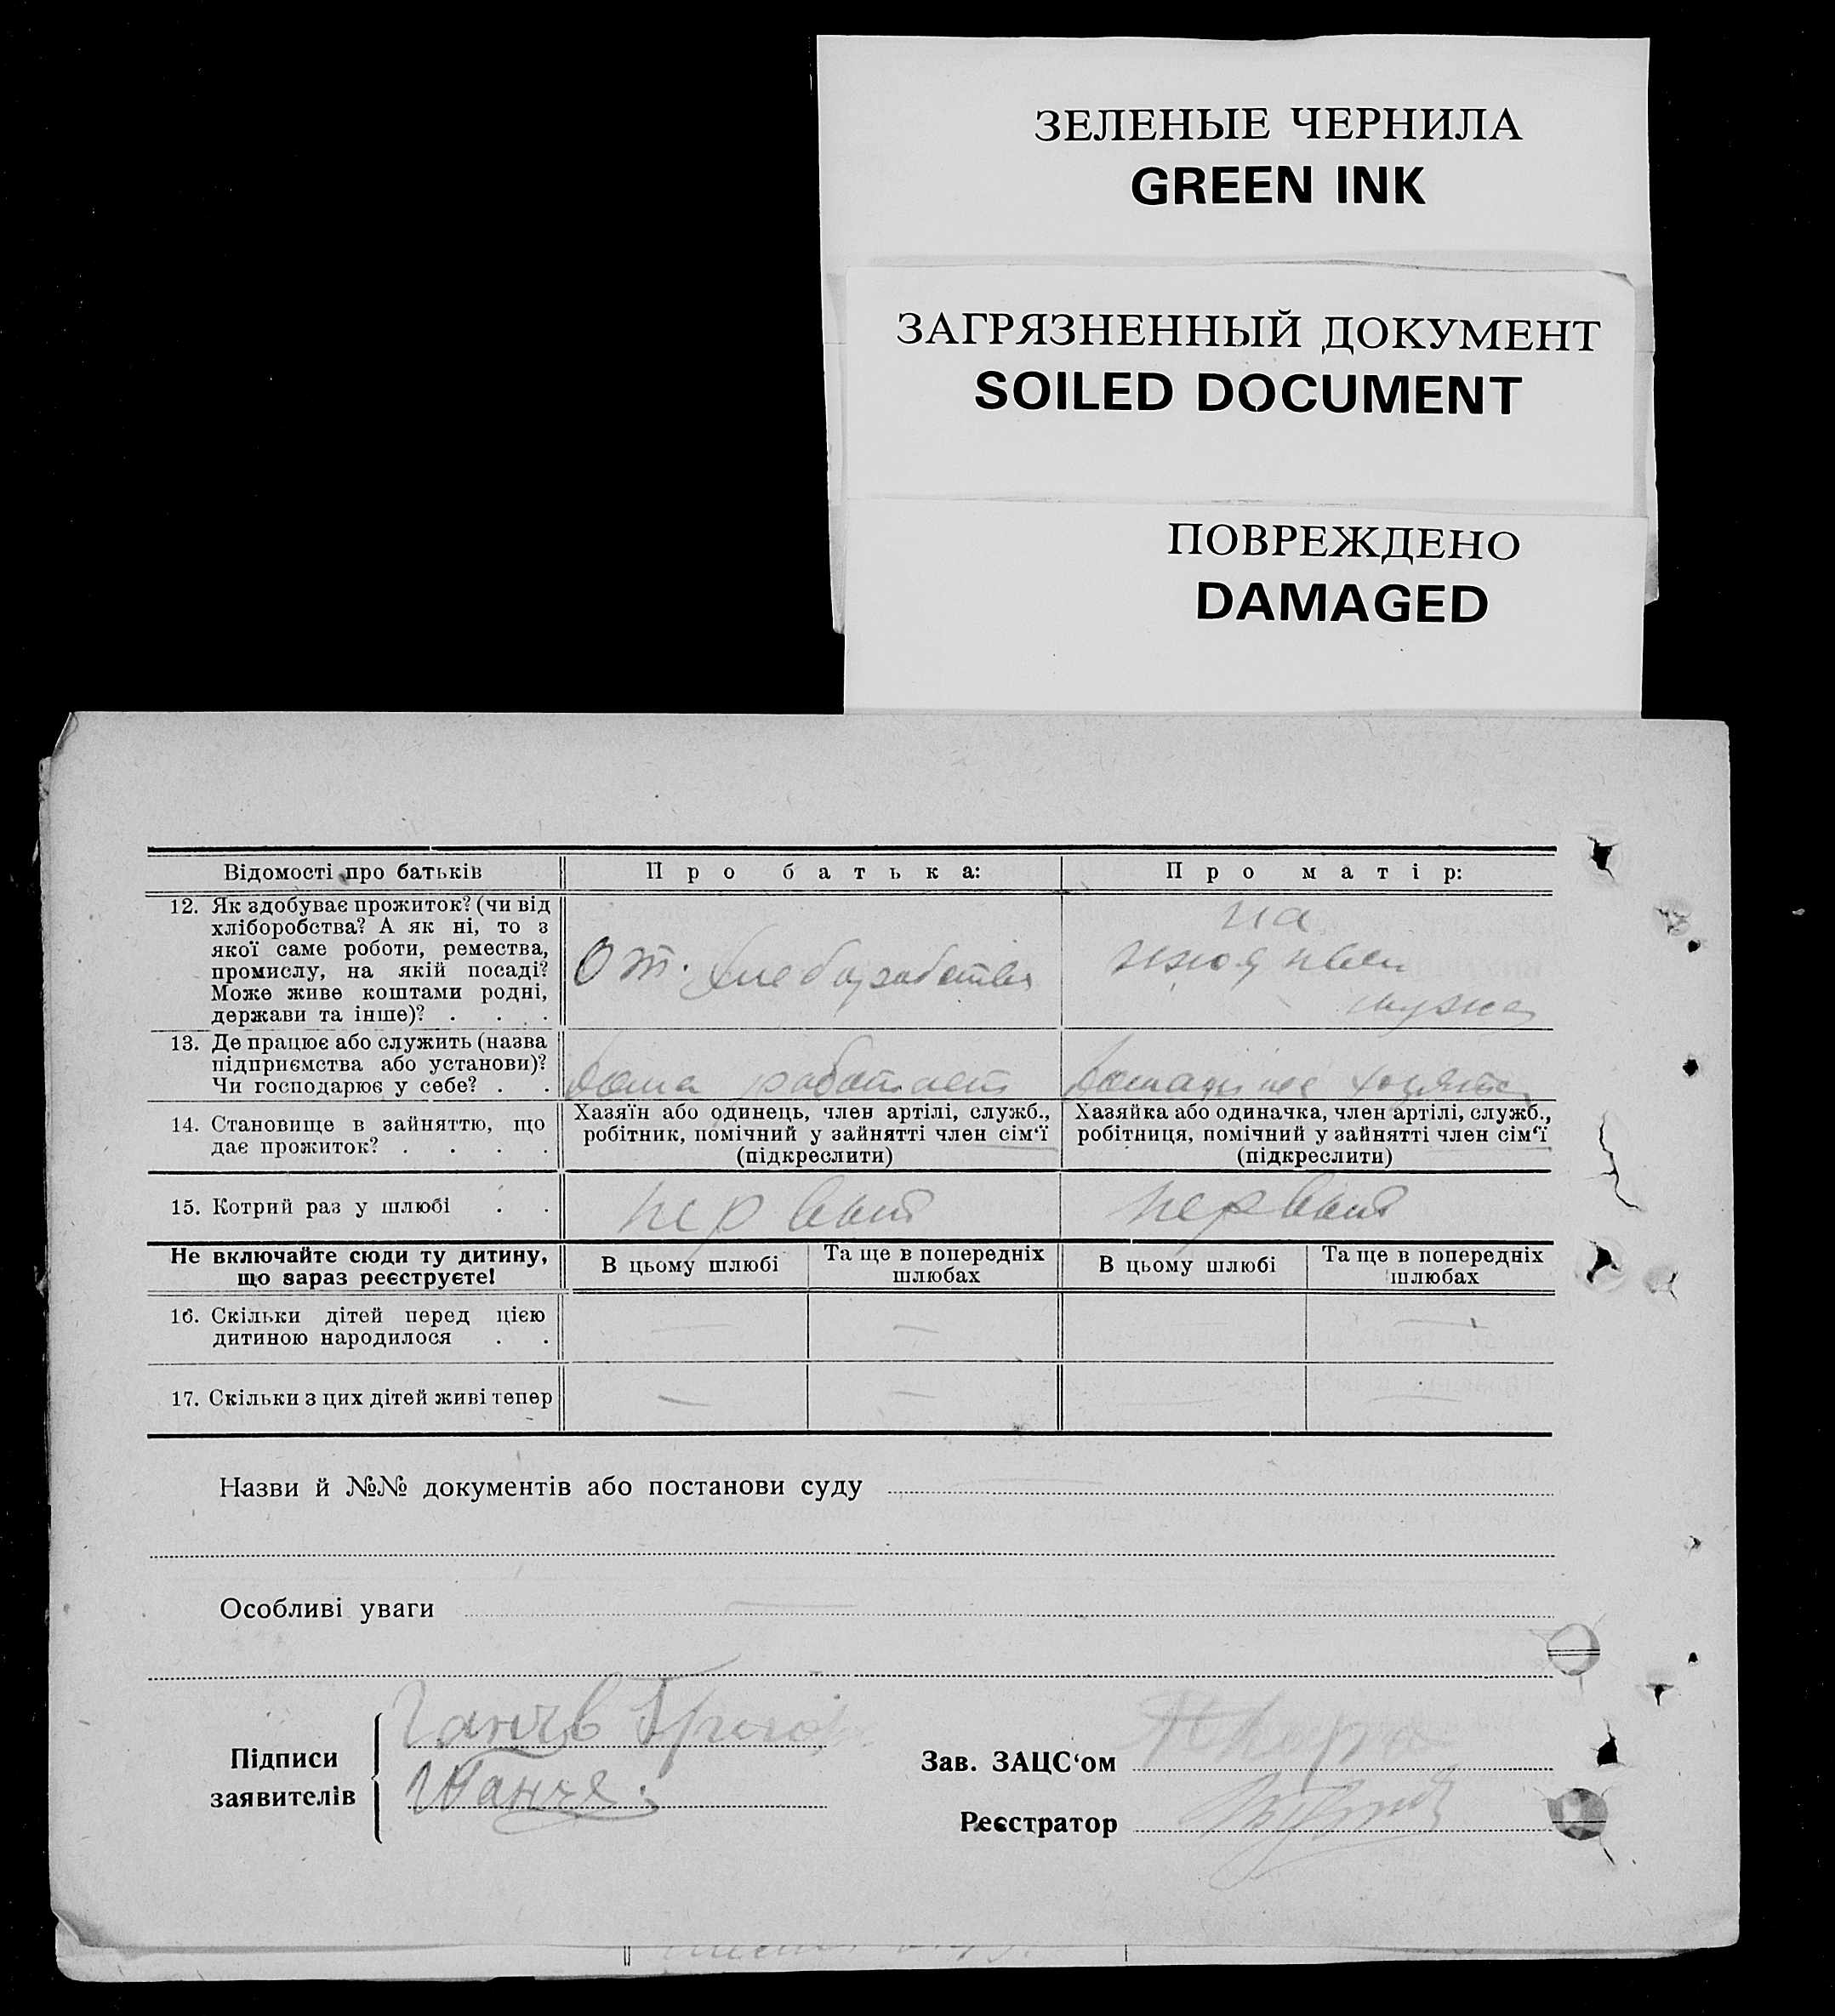 ЗЕЛЕНЫЕ ЧЕРНИЛА
GREEN INK
ЗАГРЯЗНЕННЫЙ ДОКУМЕНТ
SOILED DOCUMENT
ПОВРЕЖДЕНО
DAMAGED
Відомості про батьків Про батька: Про матір:
12. Як здобуває прожиток? (чи від
хліборобства? А як ні, то з
якої саме роботи, ремества,
промислу, на якій посаді?
Може живе коштами родні,
держави та інше)? . . .
От.
на
мужа
13. Де працює або служить (назва
підприємства або установи)?
Чи господарює у себе? . .
дома работает
14. Становище в зайняттю, що
дає прожиток? . . . .
Хазяїн або одинець, член артілі, служб.,
робітник, помічний у зайнятті член сім‘ї
(підкреслити)
Хазяйка або одиначка, член артілі, служб.,
робітниця, помічний у зайнятті член сім‘ї
(підкреслити)
15. Котрий раз у шлюбі . . первый первый
Не включайте сюди ту дитину,
що зараз реєструєте!
В цьому шлюбі
Та ще в попередніх
шлюбах
В цьому шлюбі
Та ще в попередніх
шлюбах
16. Скільки дітей перед цією
дитиною народилося . .
— — —
17. Скільки з цих дітей живі тепер — — — —
Назви й №№ документів або постанови суду —
Особливі уваги —
Підписи
заявителів
Зав. ЗАЦС‘ом
Реєстратор